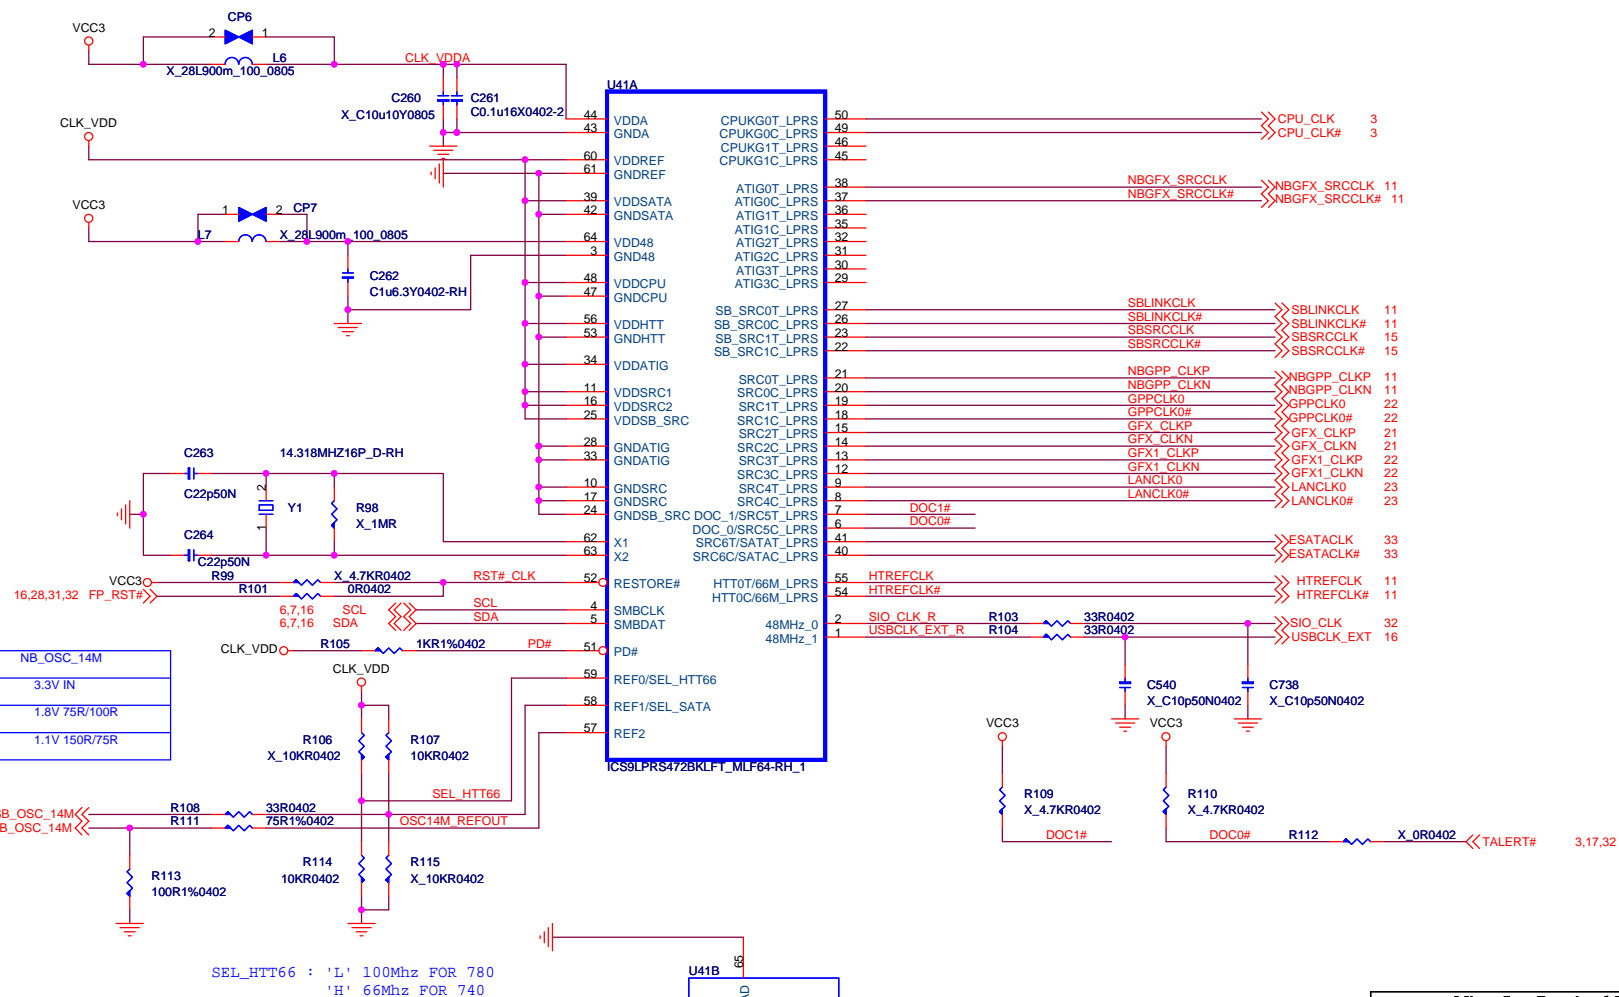 CP6
VCC3
2
1
L6
X_28L900m_100_0805
CLK_VDDA
C260
X_C10u10Y0805
C261
C0.1u16X0402-2
CLK_VDD
VCC3
1
2
CP7
L7
X_28L900m_100_0805
C262
C1u6.3Y0402-RH
U41A
44 VDDA
43 GNDA
60 VDDREF
61 GNDREF
39 VDDSATA
42 GNDSATA
64 VDD48
3 GND48
48 VDDCPU
47 GNDCPU
56 VDDHTT
53 GNDHTT
34 VDDATIG
11 VDDSRC1
16 VDDSRC2
25 VDDSB_SRC
28 GNDATIG
33 GNDATIG
10 GNDSRC
17 GNDSRC
24 GNDSB_SRC
62 X1
63 X2
52 RESTORE#
4 SMBCLK
5 SMBDAT
51 PD#
59 REF0/SEL_HTT66
58 REF1/SEL_SATA
57 REF2
CPUKG0T_LPRS 50 CPU_CLK 3
CPUKG0C_LPRS 49 CPU_CLK# 3
CPUKG1T_LPRS 46
CPUKG1C_LPRS 45
ATIG0T_LPRS 38 NBGFX_SRCCLK NBGFX_SRCCLK 11
ATIG0C_LPRS 37 NBGFX_SRCCLK# NBGFX_SRCCLK# 11
ATIG1T_LPRS 36
ATIG1C_LPRS 35
ATIG2T_LPRS 32
ATIG2C_LPRS 31
ATIG3T_LPRS 30
ATIG3C_LPRS 29
SB_SRC0T_LPRS 27 SBLINKCLK SBLINKCLK 11
SB_SRC0C_LPRS 26 SBLINKCLK# SBLINKCLK# 11
SB_SRC1T_LPRS 23 SBSRCCLK SBSRCCLK 15
SB_SRC1C_LPRS 22 SBSRCCLK# SBSRCCLK# 15
SRC0T_LPRS 21 NBGPP_CLKP NBGPP_CLKP 11
SRC0C_LPRS 20 NBGPP_CLKN NBGPP_CLKN 11
SRC1T_LPRS 19 GPPCLK0 GPPCLK0 22
SRC1C_LPRS 18 GPPCLK0# GPPCLK0# 22
SRC2T_LPRS 15 GFX_CLKP GFX_CLKP 21
SRC2C_LPRS 14 GFX_CLKN GFX_CLKN 21
SRC3T_LPRS 13 GFX1_CLKP GFX1_CLKP 22
SRC3C_LPRS 12 GFX1_CLKN GFX1_CLKN 22
SRC4T_LPRS 9 LANCLK0 LANCLK0 23
SRC4C_LPRS 8 LANCLK0# LANCLK0# 23
DOC_1/SRC5T_LPRS 7 DOC1#
DOC_0/SRC5C_LPRS 6 DOC0#
SRC6T/SATAT_LPRS 41 ESATACLK 33
SRC6C/SATAC_LPRS 40 ESATACLK# 33
HTT0T/66M_LPRS 55 HTREFCLK HTREFCLK 11
HTT0C/66M_LPRS 54 HTREFCLK# HTREFCLK# 11
48MHz_0 2 SIO_CLK_R R103 33R0402 SIO_CLK 32
48MHz_1 1 USBCLK_EXT_R R104 33R0402 USBCLK_EXT 16
ICS9LPRS472BKLFT_MLF64-RH_1
C263
C22p50N
14.318MHZ16P_D-RH
2
1
Y1
R98
X_1MR
C264
C22p50N
VCC3 R99 X_4.7KR0402 RST#_CLK
16,28,31,32 FP_RST# R101 0R0402
6,7,16 SCL SCL
6,7,16 SDA SDA
CLK_VDD R105 1KR1%0402 PD#
CLK_VDD
NB_OSC_14M
3.3V IN
1.8V 75R/100R
1.1V 150R/75R
R106
X_10KR0402
R107
10KR0402
SEL_HTT66
SB_OSC_14M R108 33R0402
B_OSC_14M R111 75R1%0402 OSC14M_REFOUT
R114
10KR0402
R115
X_10KR0402
R113
100R1%0402
C540
X_C10p50N0402
C738
X_C10p50N0402
VCC3
VCC3
R109
X_4.7KR0402
R110
X_4.7KR0402
DOC1#
DOC0# R112 X_0R0402 TALERT# 3,17,32
SEL_HTT66 : 'L' 100Mhz FOR 780
'H' 66Mhz FOR 740
U41B
65